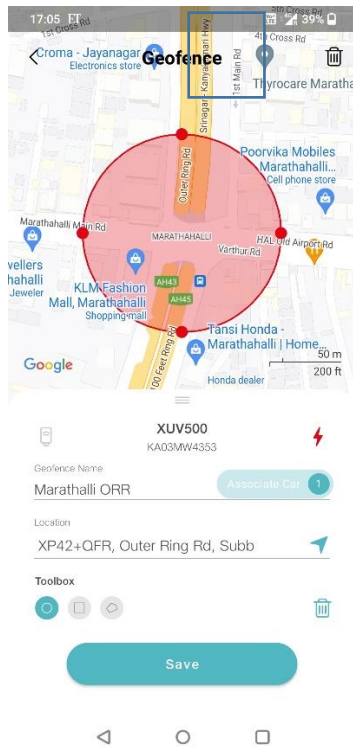 17:05
39%
1st Cross Rd
4th Cross Rd
Croma - Jayanagar
Electronics store
Geofence
Srinagar - Kanyakumari Hwy
1st Main Rd
Thyrocare Maratha
Outer Ring Rd
Poorvika Mobiles
Marathahalli...
Cell phone store
Marathahalli Main Rd
MARATHAHALLI
Varthur Rd
HAL Old Airport Rd
vellers
hahalli
Jeweler
KLM Fashion
Mall, Marathahalli
Shopping mall
AH43
AH45
Tansi Honda -
Marathahalli | Home...
Honda dealer
100 Feet Ring Rd
Google
50 m
200 ft
XUV500
KA03MW4353
Geofence Name
Marathalli ORR
Associate Car 1
Location
XP42+QFR, Outer Ring Rd, Subb
Toolbox
Save